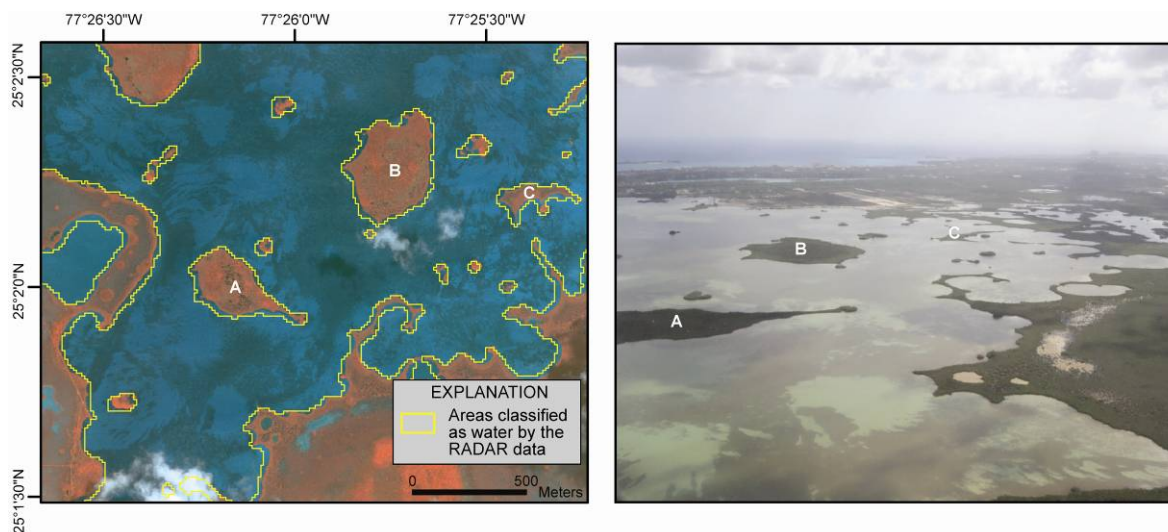 77°26'30"W 77°26'0"W 77°25'30"W
25°2'30"N
25°2'0"N
25°1'30"N
B
C
A
EXPLANATION
Areas classified
as water by the
RADAR data
0 500
Meters
C
B
A